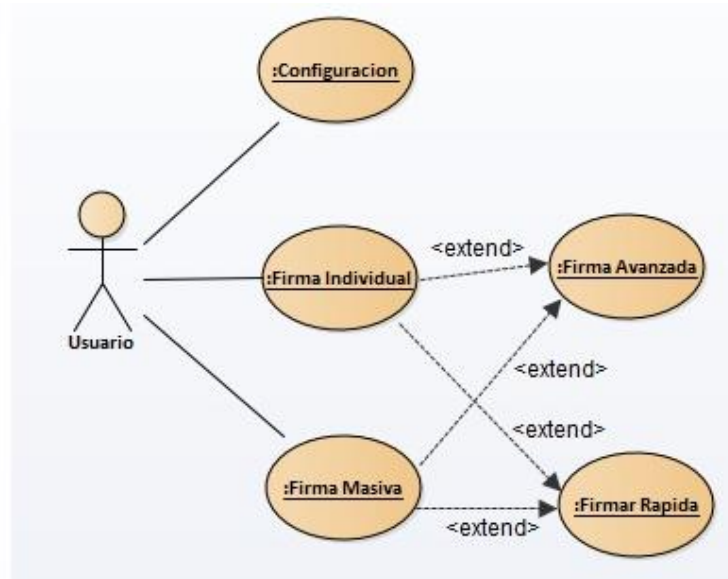 :Configuracion
<extend>
:Firma Individual
:Firma Avanzada
Usuario
<extend>
<extend>
:Firma Masiva
:Firmar Rapida
<extend>